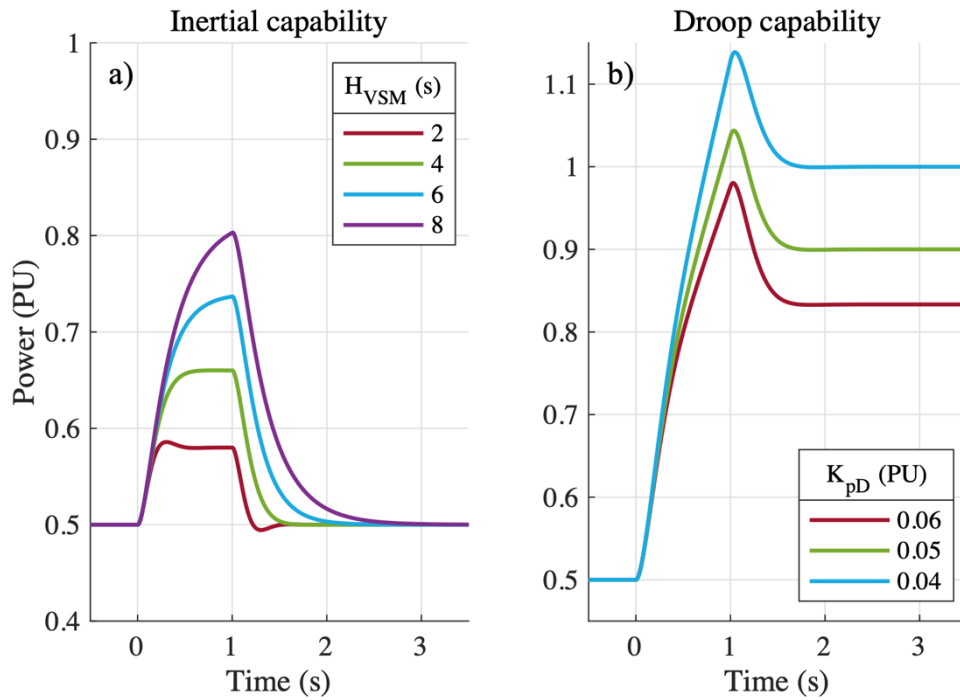 Inertial capability
a)
H_VSM (s)
2
4
6
8
1
0.9
0.8
0.7
0.6
0.5
0.4
Power (PU)
0 1 2 3
Time (s)
Droop capability
b)
1.1
1
0.9
0.8
0.7
0.6
0.5
K_pD (PU)
0.06
0.05
0.04
0 1 2 3
Time (s)